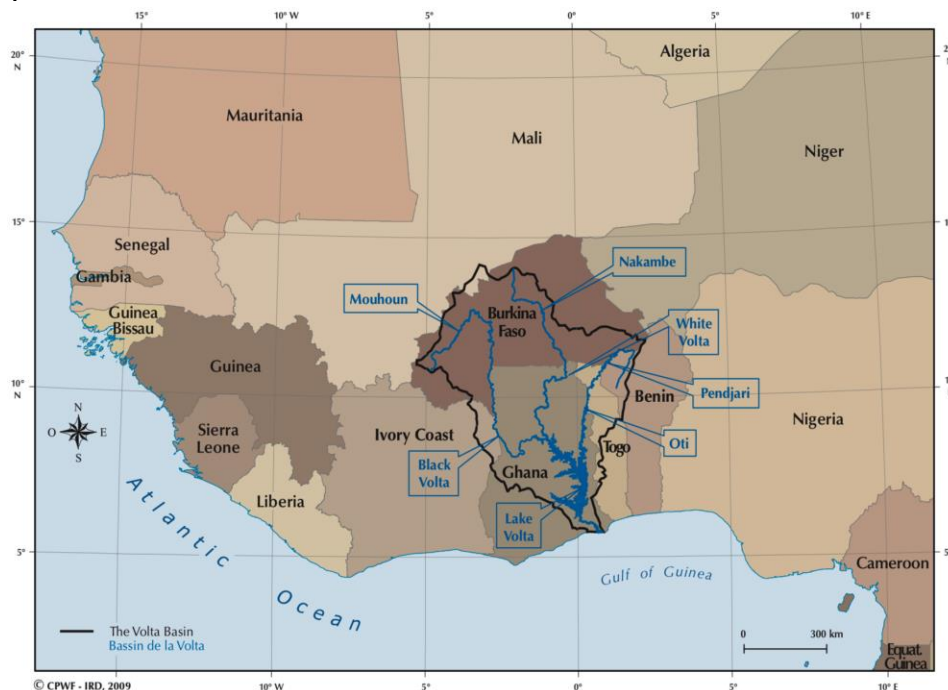 15°
10°W
5°
0°
5°
10°E
20°
N
Algeria
Mauritania
Mali
Niger
15°
N
Senegal
Gambia
Guinea
Bissau
Guinea
Nakambe
Mouhoun
Burkina
Faso
White
Volta
Pendjari
10°
N
Benin
Nigeria
N
O
E
S
Sierra
Leone
Ivory Coast
Oti
Togo
Black
Volta
Ghana
Liberia
Lake
Volta
5°
N
Atlantic
Ocean
Gulf of Guinea
Cameroon
Equat.
Guinea
0
300 km
The Volta Basin
Bassin de la Volta
15°
10°W
5°
0°
5°
10°E
© CPWF - IRD, 2009